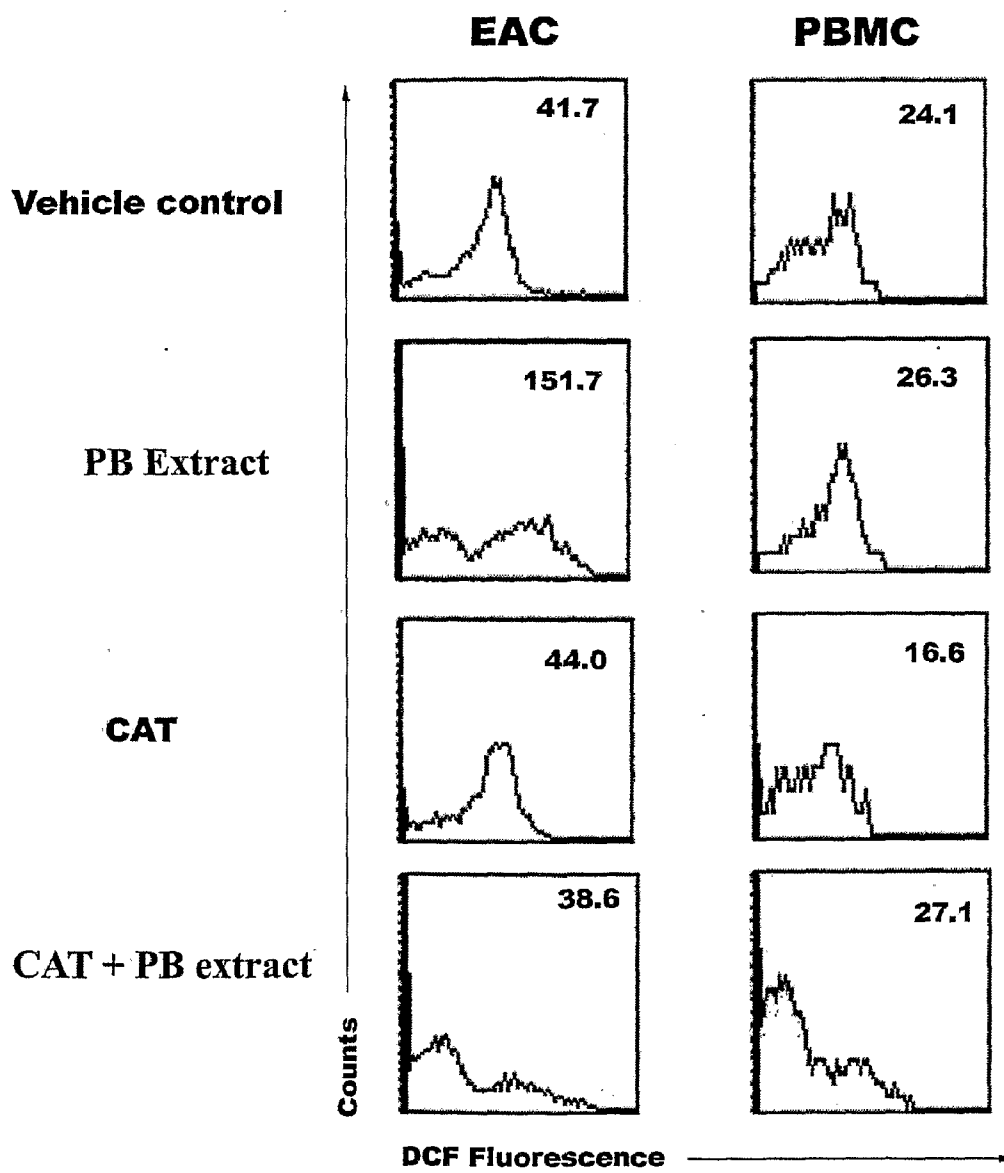 EAC PBMC
Vehicle control 41.7 24.1
PB Extract 151.7 26.3
CAT 44.0 16.6
CAT + PB extract 38.6 27.1
Counts
DCF Fluorescence